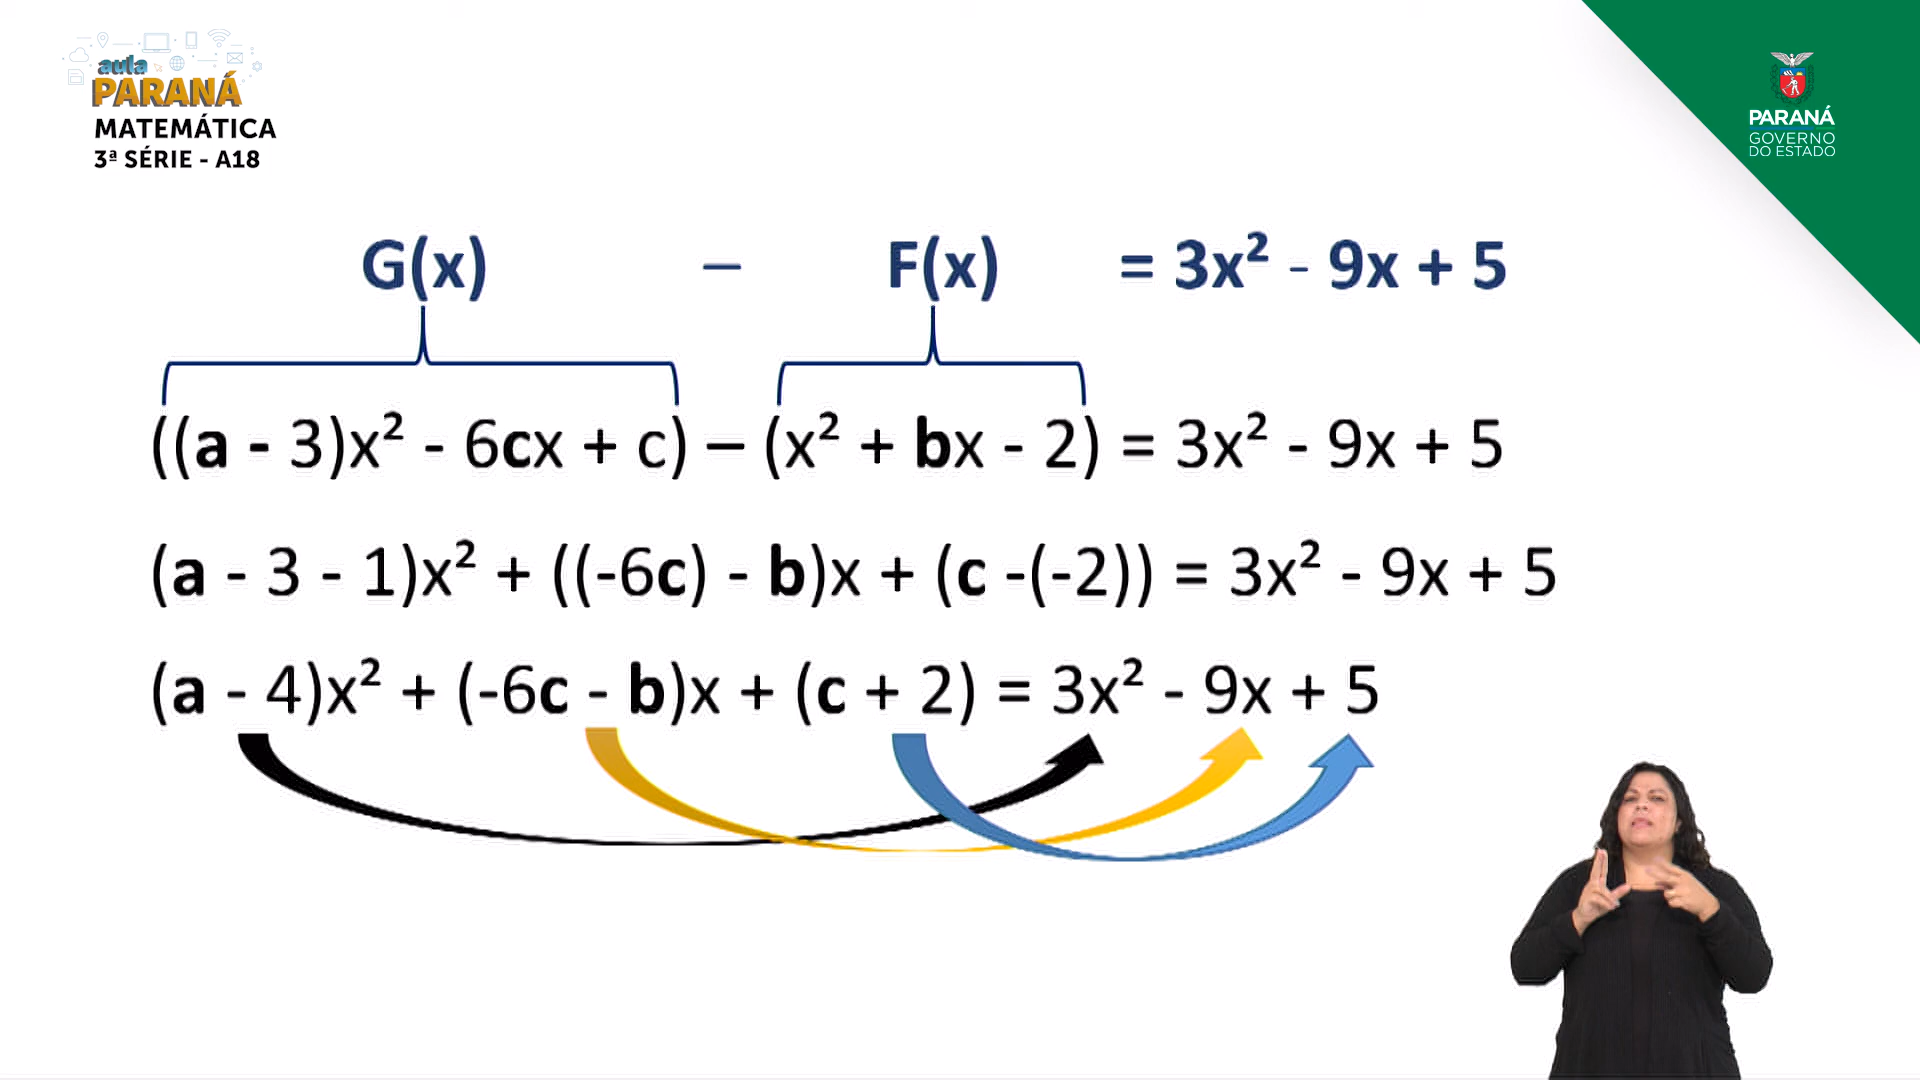 aula
PARANÁ
MATEMÁTICA
3ª SÉRIE - A18
PARANÁ
GOVERNO
DO ESTADO
G(x) – F(x) = 3x² - 9x + 5
((a - 3)x² - 6cx + c) – (x² + bx - 2) = 3x² - 9x + 5
(a - 3 - 1)x² + ((-6c) - b)x + (c -(-2)) = 3x² - 9x + 5
(a - 4)x² + (-6c - b)x + (c + 2) = 3x² - 9x + 5